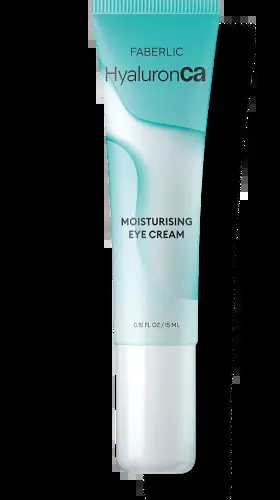 FABERLIC
HyaluronCa
MOISTURISING
EYE CREAM
0.51 FL OZ / 15 ML